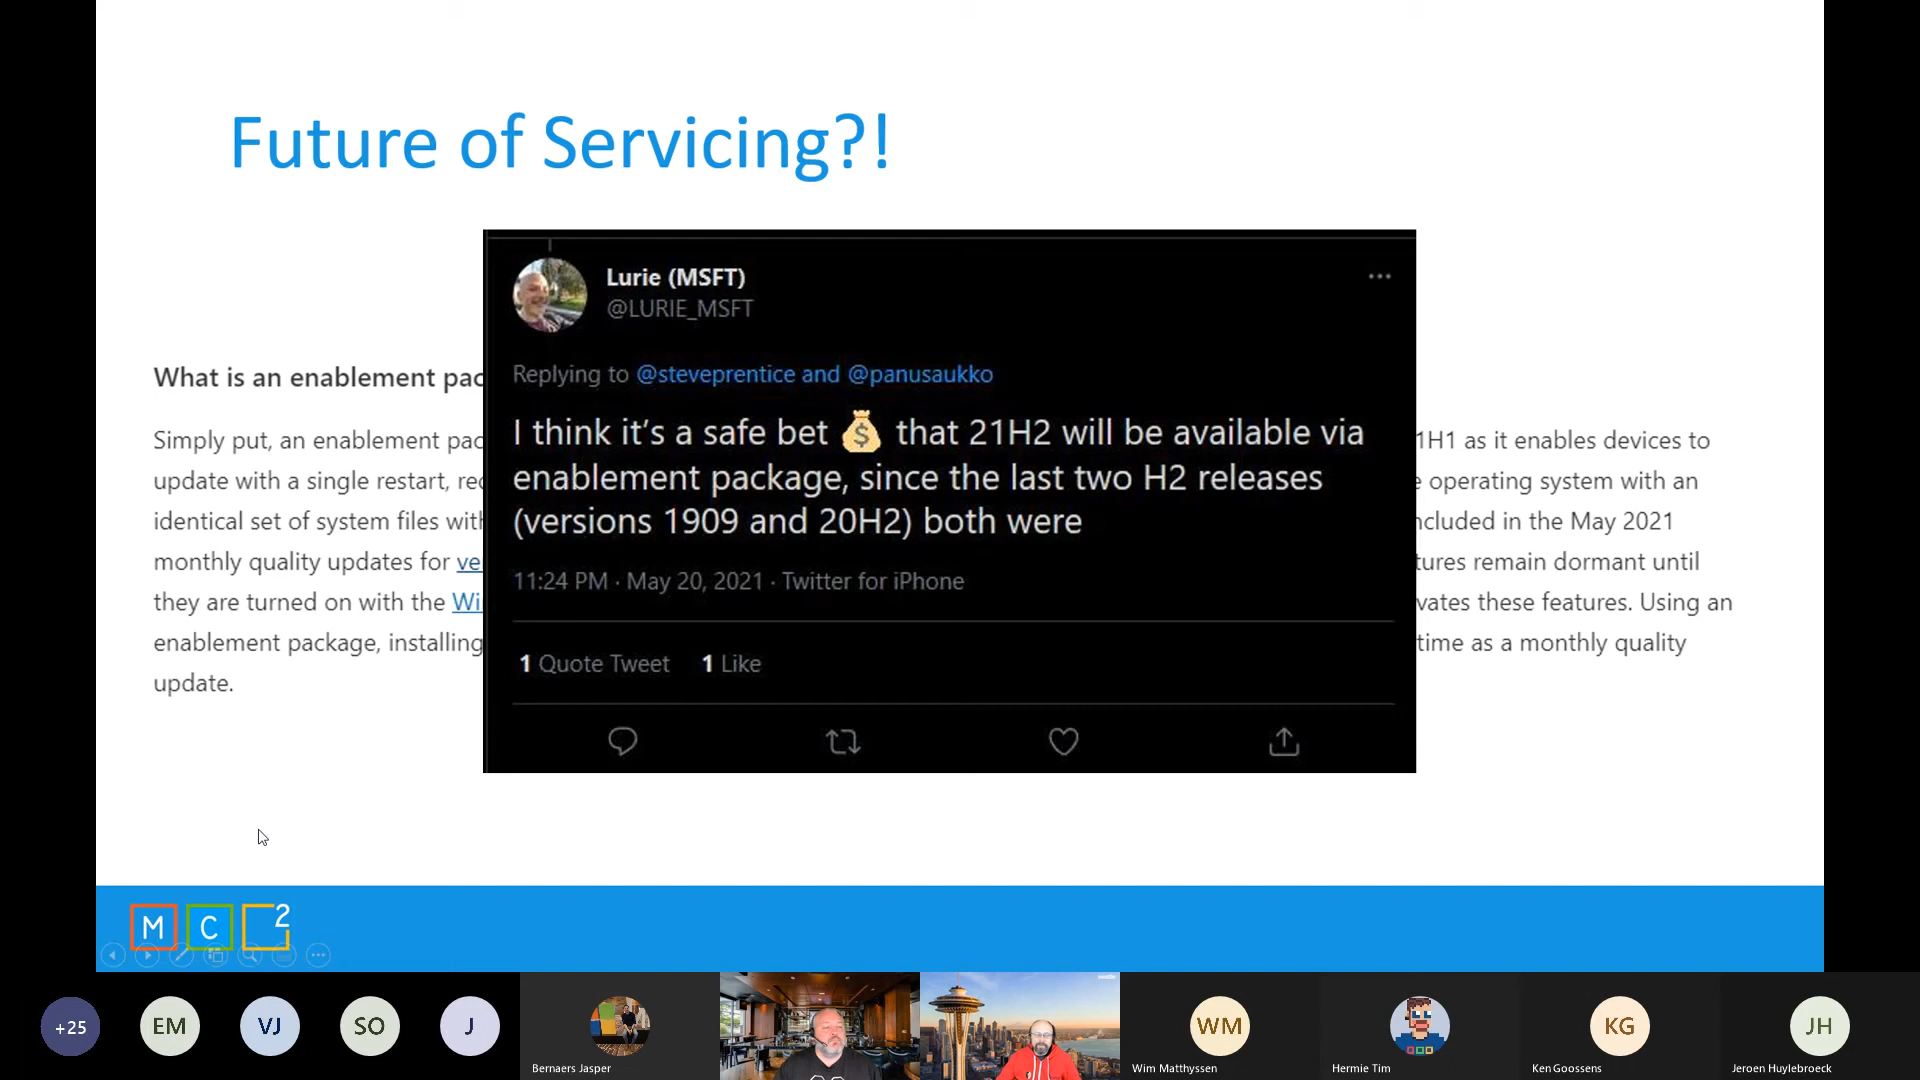 Future of Servicing?!
Lurie (MSFT)
@LURIE_MSFT
Replying to @steveprentice and @panusaukko
I think it's a safe bet 💰 that 21H2 will be available via
enablement package, since the last two H2 releases
(versions 1909 and 20H2) both were
11:24 PM · May 20, 2021 · Twitter for iPhone
1 Quote Tweet 1 Like
What is an enablement pac
Simply put, an enablement pac
update with a single restart, rec
identical set of system files with
monthly quality updates for ve
they are turned on with the Wi
enablement package, installing
update.
1H1 as it enables devices to
e operating system with an
ncluded in the May 2021
tures remain dormant until
vates these features. Using an
time as a monthly quality
M C 2
+25 EM VJ SO J WM KG JH
Bernaers Jasper
Wim Matthyssen
Hermie Tim
Ken Goossens
Jeroen Huylebroeck